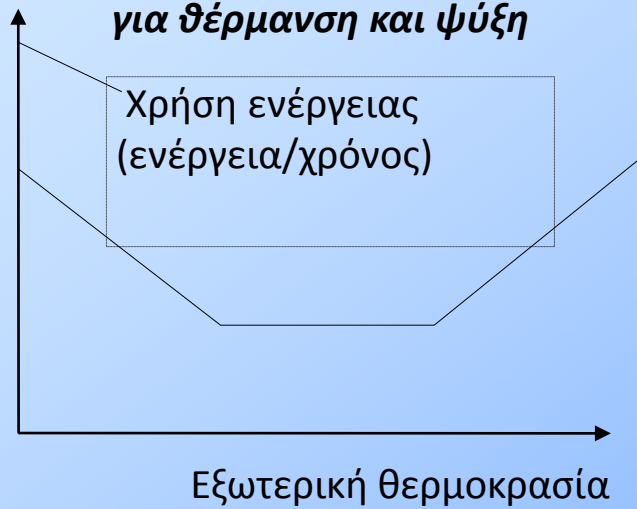 για θέρμανση και ψύξη
Χρήση ενέργειας
(ενέργεια/χρόνος)
Εξωτερική θερμοκρασία